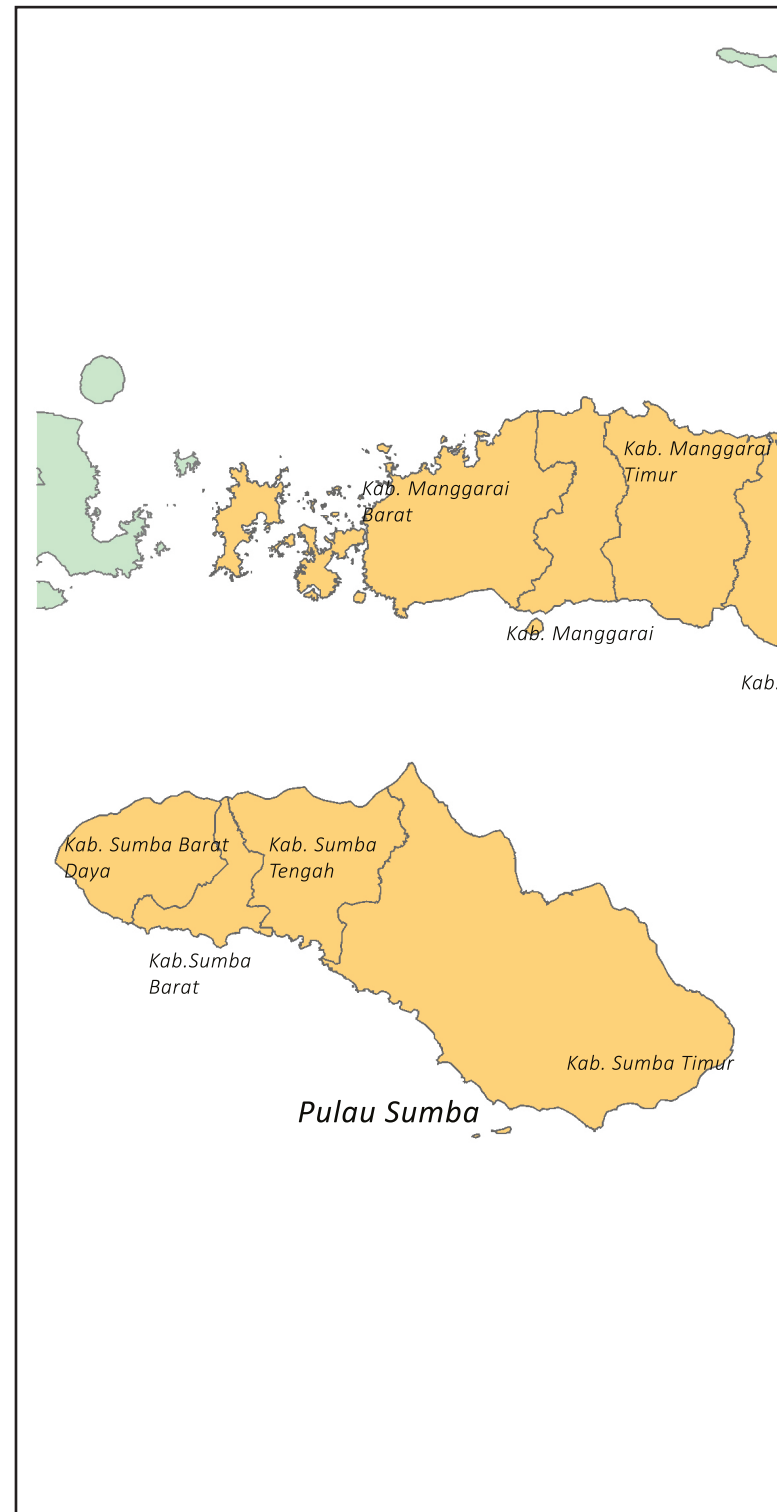 Kab. Manggarai
Timur
Kab. Manggarai
Barat
Kab. Manggarai
Kab.
Kab. Sumba Barat
Daya
Kab. Sumba
Tengah
Kab.Sumba
Barat
Kab. Sumba Timur
Pulau Sumba